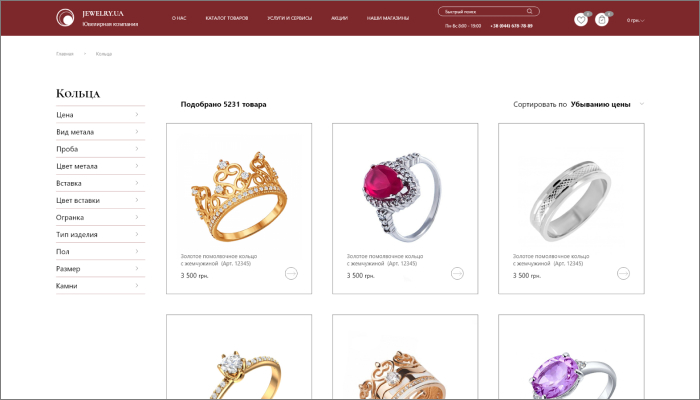 JEWELRY.UA
Ювелирная компания
О НАС
КАТАЛОГ ТОВАРОВ
УСЛУГИ И СЕРВИСЫ
АКЦИИ
НАШИ МАГАЗИНЫ
Быстрый поиск
Пн-Вс 8:00 - 19:00 +38 (044) 678-78-89
0 грн.
Главная > Кольца
Кольца
Подобрано 5231 товара
Сортировать по Убыванию цены
Цена
Вид метала
Проба
Цвет метала
Вставка
Цвет вставки
Огранка
Тип изделия
Пол
Размер
Камни
Золотое помолвочное кольцо
с жемчужиной (Арт. 12345)
3 500 грн.
Золотое помолвочное кольцо
с жемчужиной (Арт. 12345)
3 500 грн.
Золотое помолвочное кольцо
с жемчужиной (Арт. 12345)
3 500 грн.